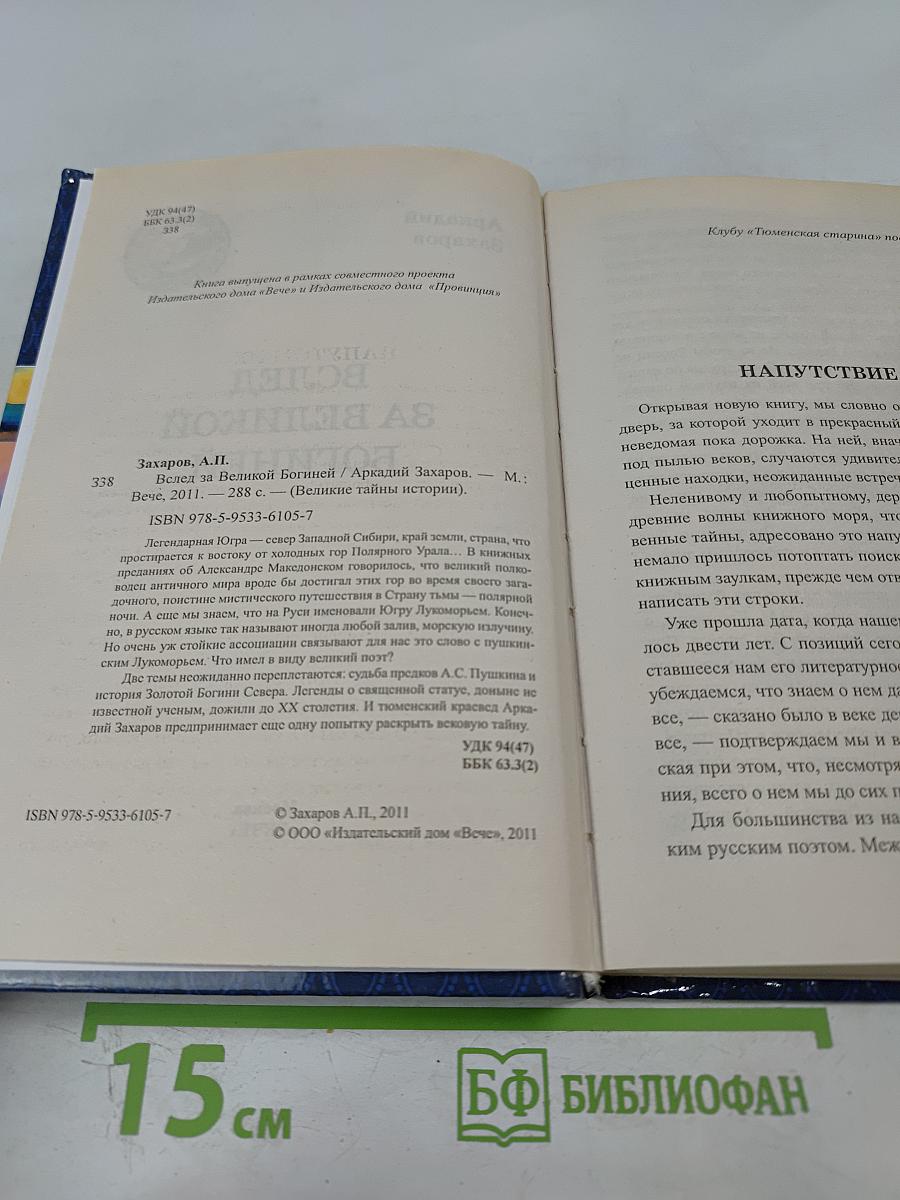 УДК 94(47)
ББК 63.3(2)
З38
Книга выпущена в рамках совместного проекта
Издательского дома «Вече» и Издательского дома «Провинция»
Захаров, А.П.
З38 Вслед за Великой Богиней / Аркадий Захаров. — М.:
Вече, 2011. — 288 с. — (Великие тайны истории).
ISBN 978-5-9533-6105-7
Легендарная Югра — север Западной Сибири, край земли, страна, что
простирается к востоку от холодных гор Полярного Урала… В книжных
преданиях об Александре Македонском говорилось, что великий полко-
водец античного мира вроде бы достигал этих гор во время своего зага-
дочного, поистине мистического путешествия в Страну тьмы — полярной
ночи. А еще мы знаем, что на Руси именовали Югру Лукоморьем. Конеч-
но, в русском языке так называют иногда любой залив, морскую излучину.
Но очень уж стойкие ассоциации связывают для нас это слово с пушкин-
ским Лукоморьем. Что имел в виду великий поэт?
Две темы неожиданно переплетаются: судьба предков А.С. Пушкина и
история Золотой Богини Севера. Легенды о священной статуе, доныне не
известной ученым, дожили до XX столетия. И тюменский краевед Арка-
дий Захаров предпринимает еще одну попытку раскрыть вековую тайну.
УДК 94(47)
ББК 63.3(2)
ISBN 978-5-9533-6105-7
© Захаров А.П., 2011
© ООО «Издательский дом «Вече», 2011
Клубу «Тюменская старина» пос
НАПУТСТВИЕ
Открывая новую книгу, мы словно о
дверь, за которой уходит в прекрасный
неведомая пока дорожка. На ней, внач
под пылью веков, случаются удивител
ценные находки, неожиданные встреч
Неленивому и любопытному, дер
древние волны книжного моря, что
венные тайны, адресовано это напу
немало пришлось потоптать поиск
книжным заулкам, прежде чем отв
написать эти строки.
Уже прошла дата, когда нашем
лось двести лет. С позиций сего
ставшееся нам его литературно
убеждаемся, что знаем о нем да
все, — сказано было в веке де
все, — подтверждаем мы и в
ская при этом, что, несмотря
ния, всего о нем мы до сих п
Для большинства из на
ким русским поэтом. Меж
15 см
БФ БИБЛИОФАН